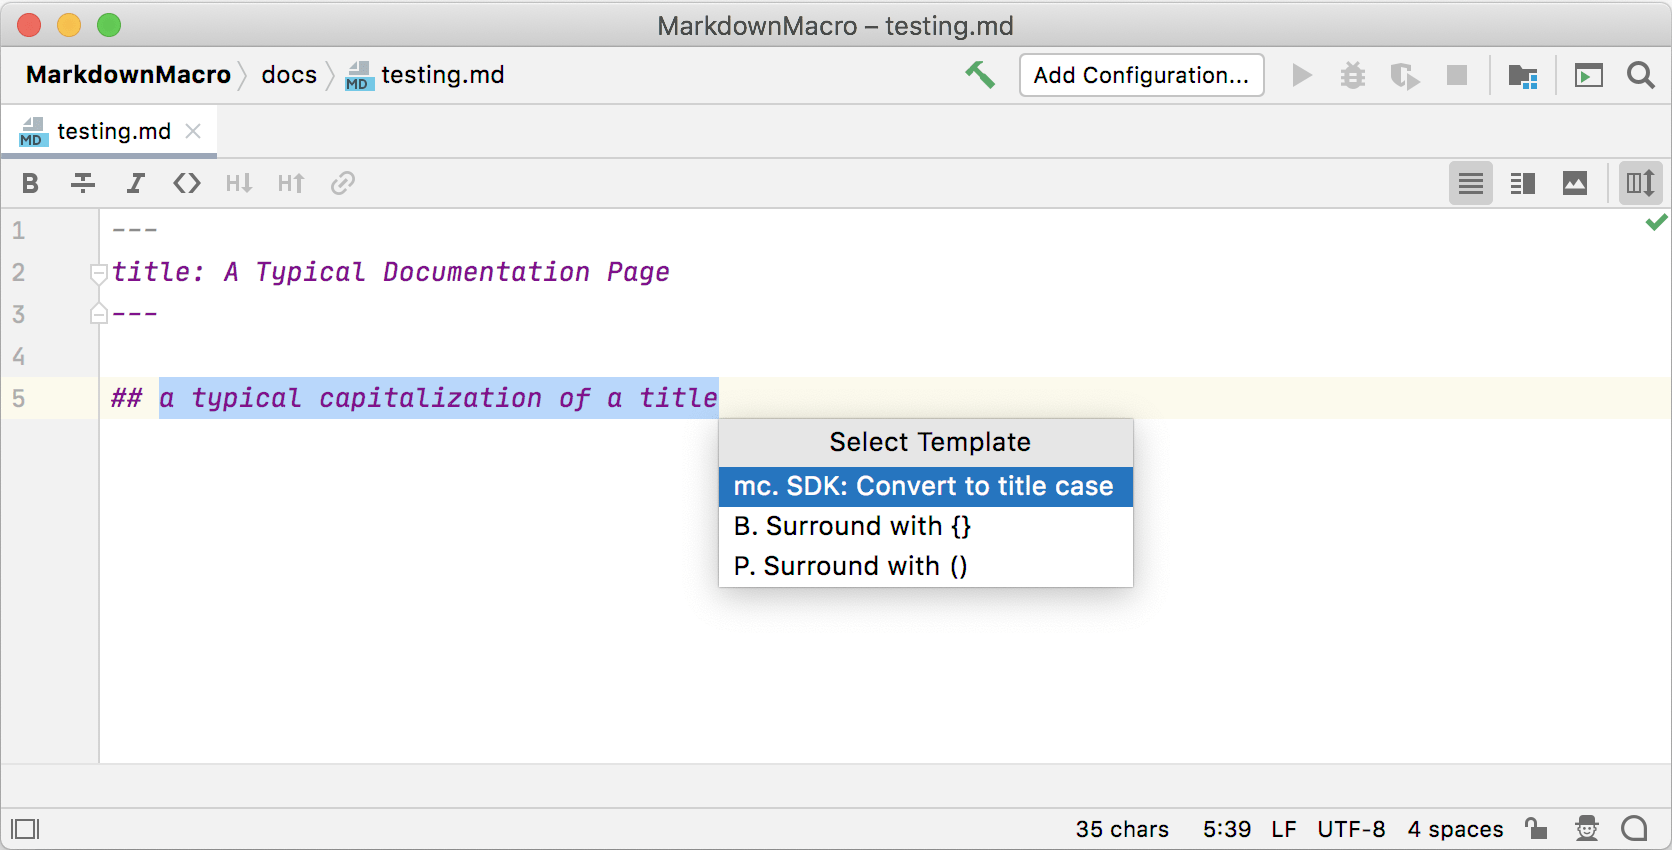 MarkdownMacro – testing.md
MarkdownMacro docs MD testing.md Add Configuration...
MD testing.md
B I H H
1 ---
2 title: A Typical Documentation Page
3 ---
4
5 ## a typical capitalization of a title
Select Template
mc. SDK: Convert to title case
B. Surround with {}
P. Surround with ()
35 chars 5:39 LF UTF-8 4 spaces